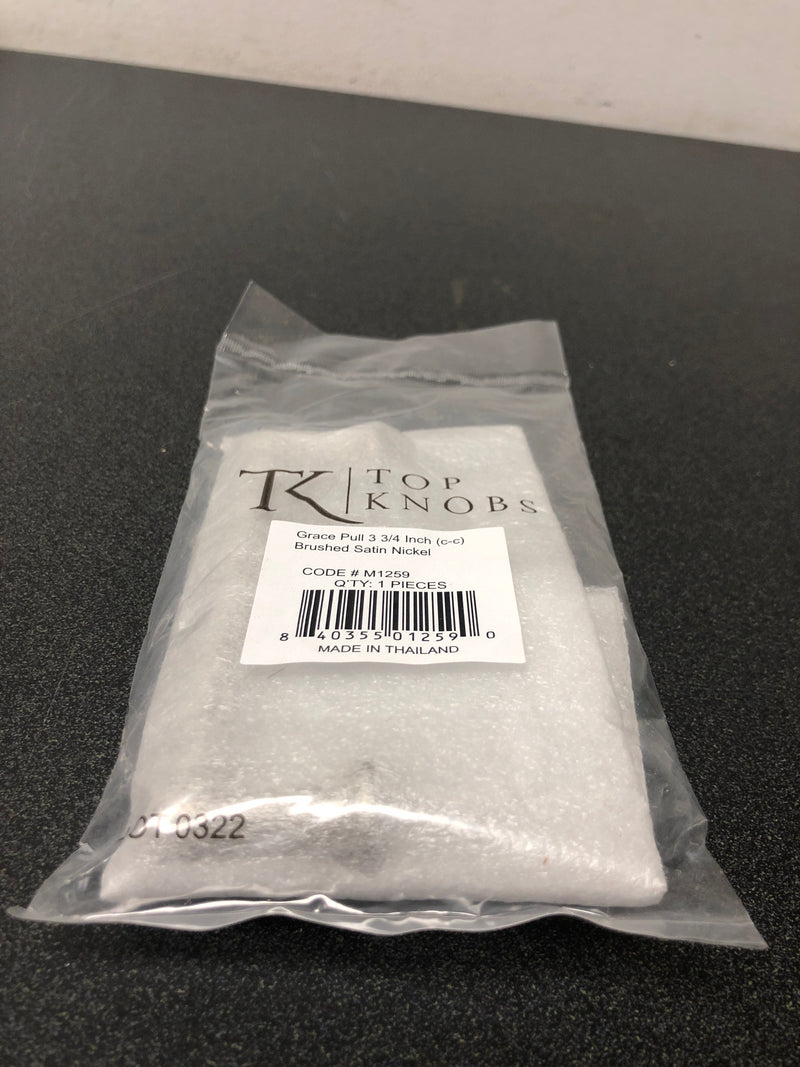 TK | TOP
KNOBS
Grace Pull 3 3/4 Inch (c-c)
Brushed Satin Nickel
CODE # M1259
Q'TY: 1 PIECES
8 40355 01259 0
MADE IN THAILAND
0322